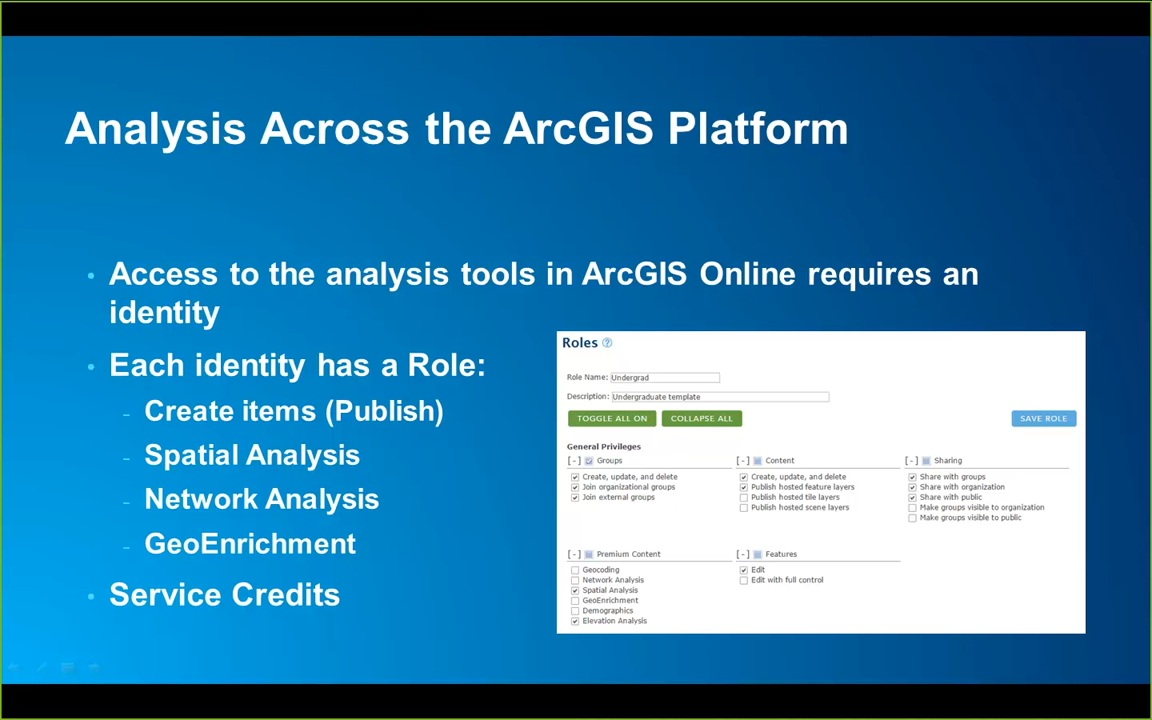 Analysis Across the ArcGIS Platform
• Access to the analysis tools in ArcGIS Online requires an
identity
• Each identity has a Role:
- Create items (Publish)
- Spatial Analysis
- Network Analysis
- GeoEnrichment
• Service Credits
Roles ?
Role Name: Undergrad
Description: Undergraduate template
TOGGLE ALL ON COLLAPSE ALL SAVE ROLE
General Privileges
[-] Groups
Create, update, and delete
Join organizational groups
Join external groups
[-] Content
Create, update, and delete
Publish hosted feature layers
Publish hosted tile layers
Publish hosted scene layers
[-] Sharing
Share with groups
Share with organization
Share with public
Make groups visible to organization
Make groups visible to public
[-] Premium Content
Geocoding
Network Analysis
Spatial Analysis
GeoEnrichment
Demographics
Elevation Analysis
[-] Features
Edit
Edit with full control